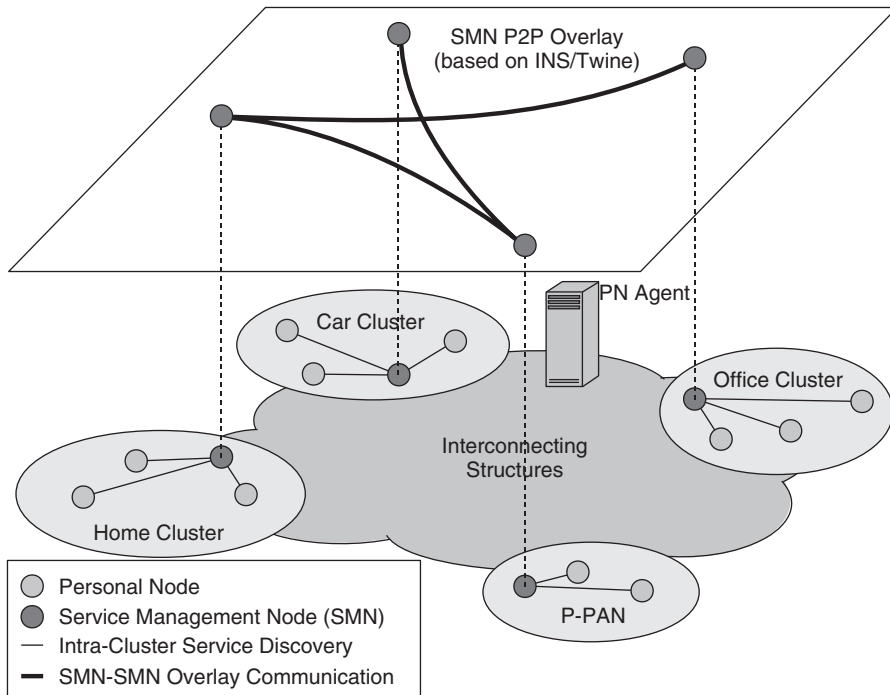 SMN P2P Overlay
(based on INS/Twine)
PN Agent
Car Cluster
Office Cluster
Interconnecting
Structures
Home Cluster
P-PAN
Personal Node
Service Management Node (SMN)
Intra-Cluster Service Discovery
SMN-SMN Overlay Communication